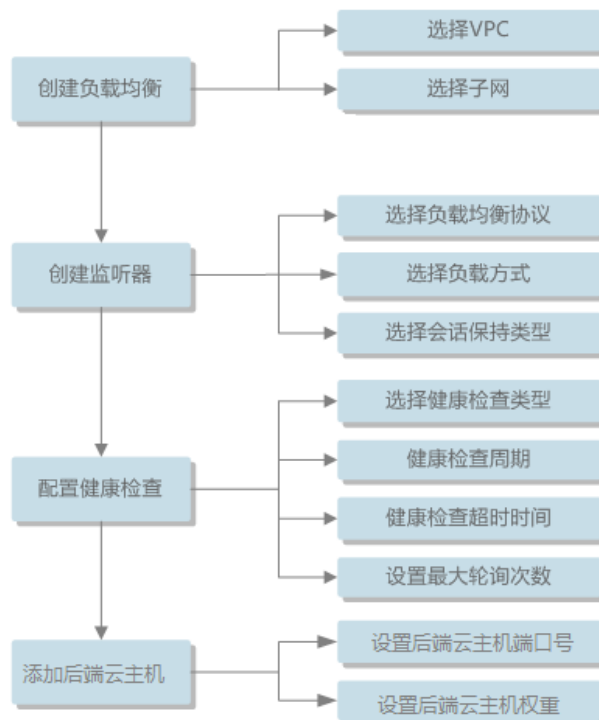 创建负载均衡
选择VPC
选择子网
创建监听器
选择负载均衡协议
选择负载方式
选择会话保持类型
配置健康检查
选择健康检查类型
健康检查周期
健康检查超时时间
设置最大轮询次数
添加后端云主机
设置后端云主机端口号
设置后端云主机权重